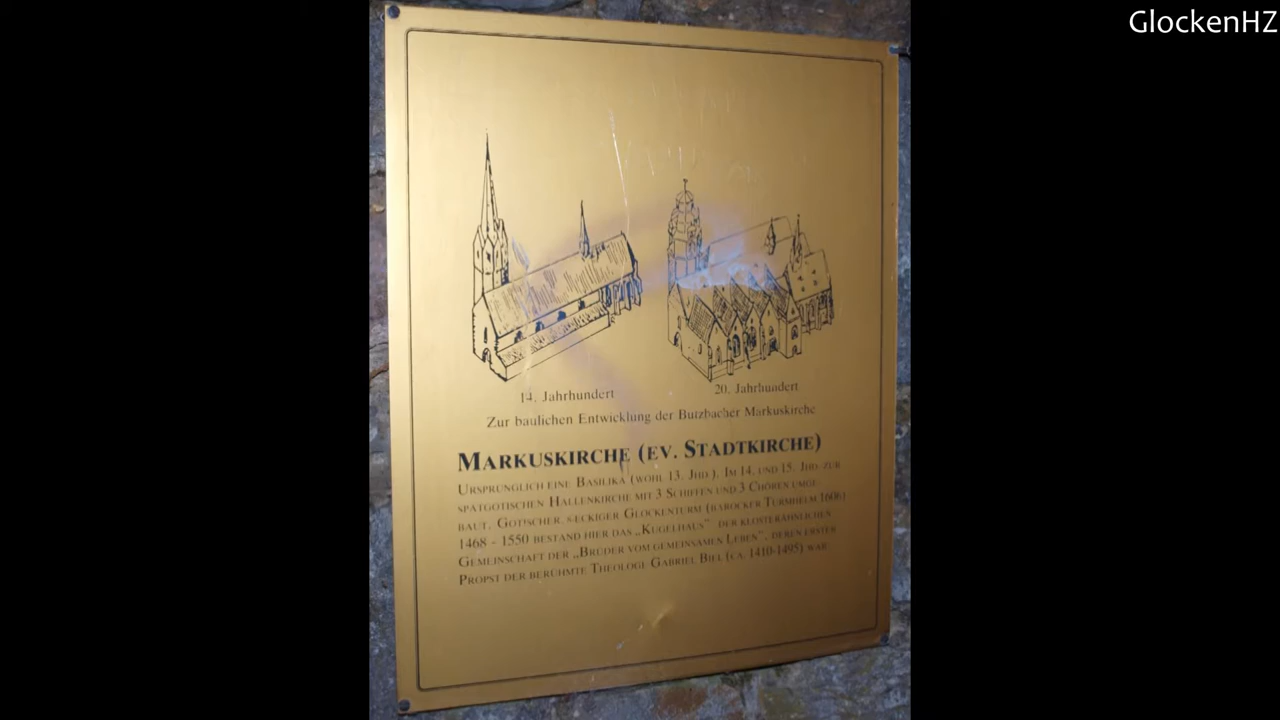 GlockenHZ
14. Jahrhundert
20. Jahrhundert
Zur baulichen Entwicklung der Butzbacher Markuskirche
MARKUSKIRCHE (EV. STADTKIRCHE)
URSPRÜNGLICH EINE BASILIKA (WOHL 13. JHD.). IM 14. UND 15. JHD. ZUR
SPÄTGOTISCHEN HALLENKIRCHE MIT 3 SCHIFFEN UND 3 CHÖREN UMGE-
BAUT. GOTISCHER, 8-ECKIGER GLOCKENTURM (BAROCKER TURMHELM 1606)
1468 - 1550 BESTAND HIER DAS „KUGELHAUS" DER KLOSTERÄHNLICHEN
GEMEINSCHAFT DER „BRÜDER VOM GEMEINSAMEN LEBEN", DEREN ERSTER
PROPST DER BERÜHMTE THEOLOGE GABRIEL BIEL (CA. 1410-1495) WAR